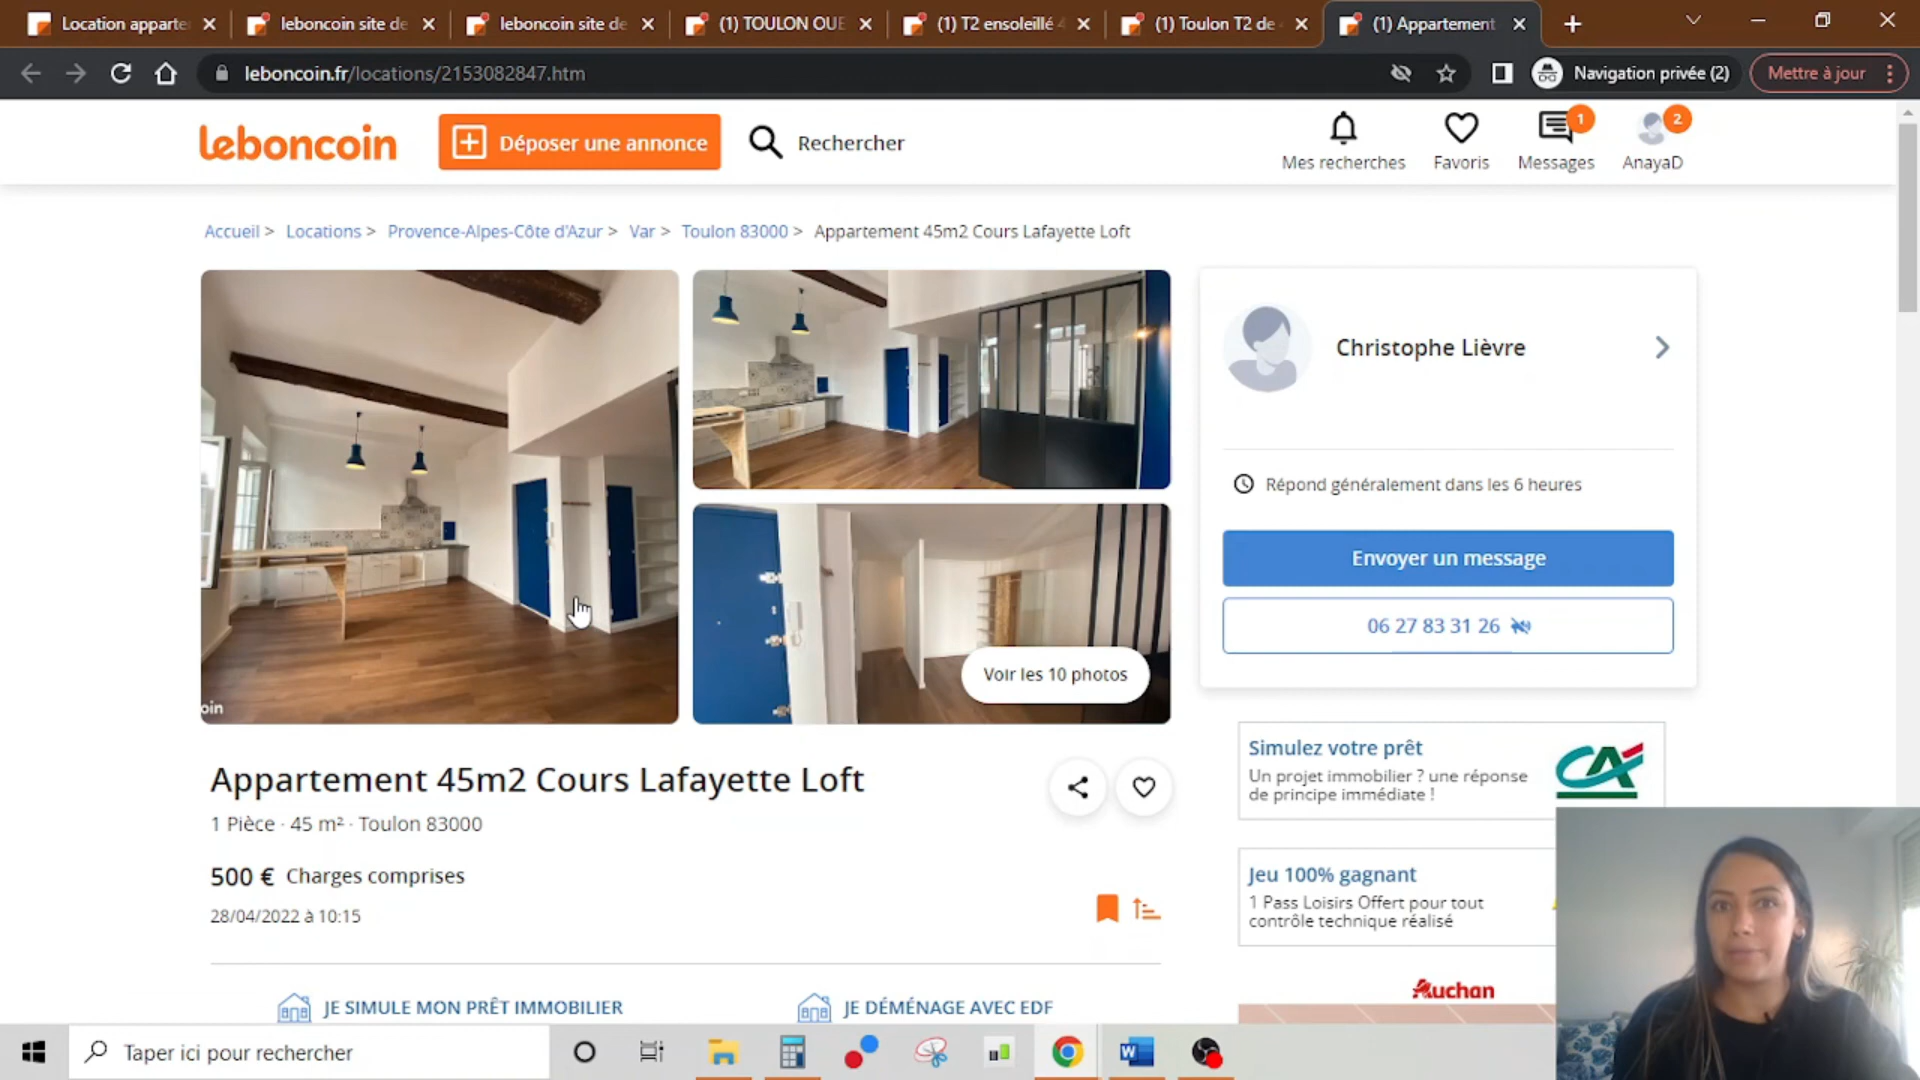 Location apparte
leboncoin site de
leboncoin site de
(1) TOULON OUE
(1) T2 ensoleillé 4
(1) Toulon T2 de
(1) Appartement
leboncoin.fr/locations/2153082847.htm
Navigation privée (2)
Mettre à jour
leboncoin
Déposer une annonce
Rechercher
Mes recherches
Favoris
1
Messages
2
AnayaD
Accueil > Locations > Provence-Alpes-Côte d'Azur > Var > Toulon 83000 > Appartement 45m2 Cours Lafayette Loft
oin
Voir les 10 photos
Christophe Lièvre
Répond généralement dans les 6 heures
Envoyer un message
06 27 83 31 26
Appartement 45m2 Cours Lafayette Loft
1 Pièce · 45 m² · Toulon 83000
500 € Charges comprises
28/04/2022 à 10:15
JE SIMULE MON PRÊT IMMOBILIER
JE DÉMÉNAGE AVEC EDF
Simulez votre prêt
Un projet immobilier ? une réponse
de principe immédiate !
CA
Jeu 100% gagnant
1 Pass Loisirs Offert pour tout
contrôle technique réalisé
Auchan
Taper ici pour rechercher
W